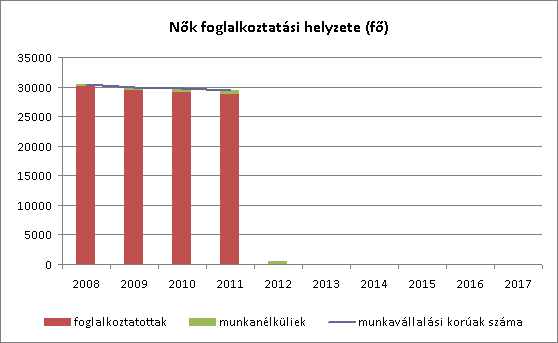 Nők foglalkoztatási helyzete (fő)
35000
30000
25000
20000
15000
10000
5000
0
2008 2009 2010 2011 2012 2013 2014 2015 2016 2017
foglalkoztatottak munkanélküliek munkavállalási korúak száma